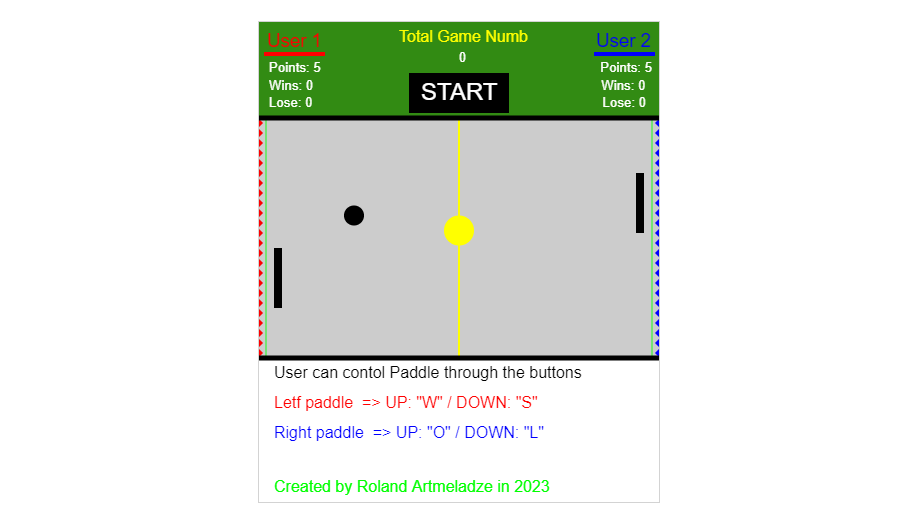 User 1
Total Game Numb
User 2
0
Points: 5
Points: 5
Wins: 0
START
Wins: 0
Lose: 0
Lose: 0
User can contol Paddle through the buttons
Letf paddle => UP: "W" / DOWN: "S"
Right paddle => UP: "O" / DOWN: "L"
Created by Roland Artmeladze in 2023